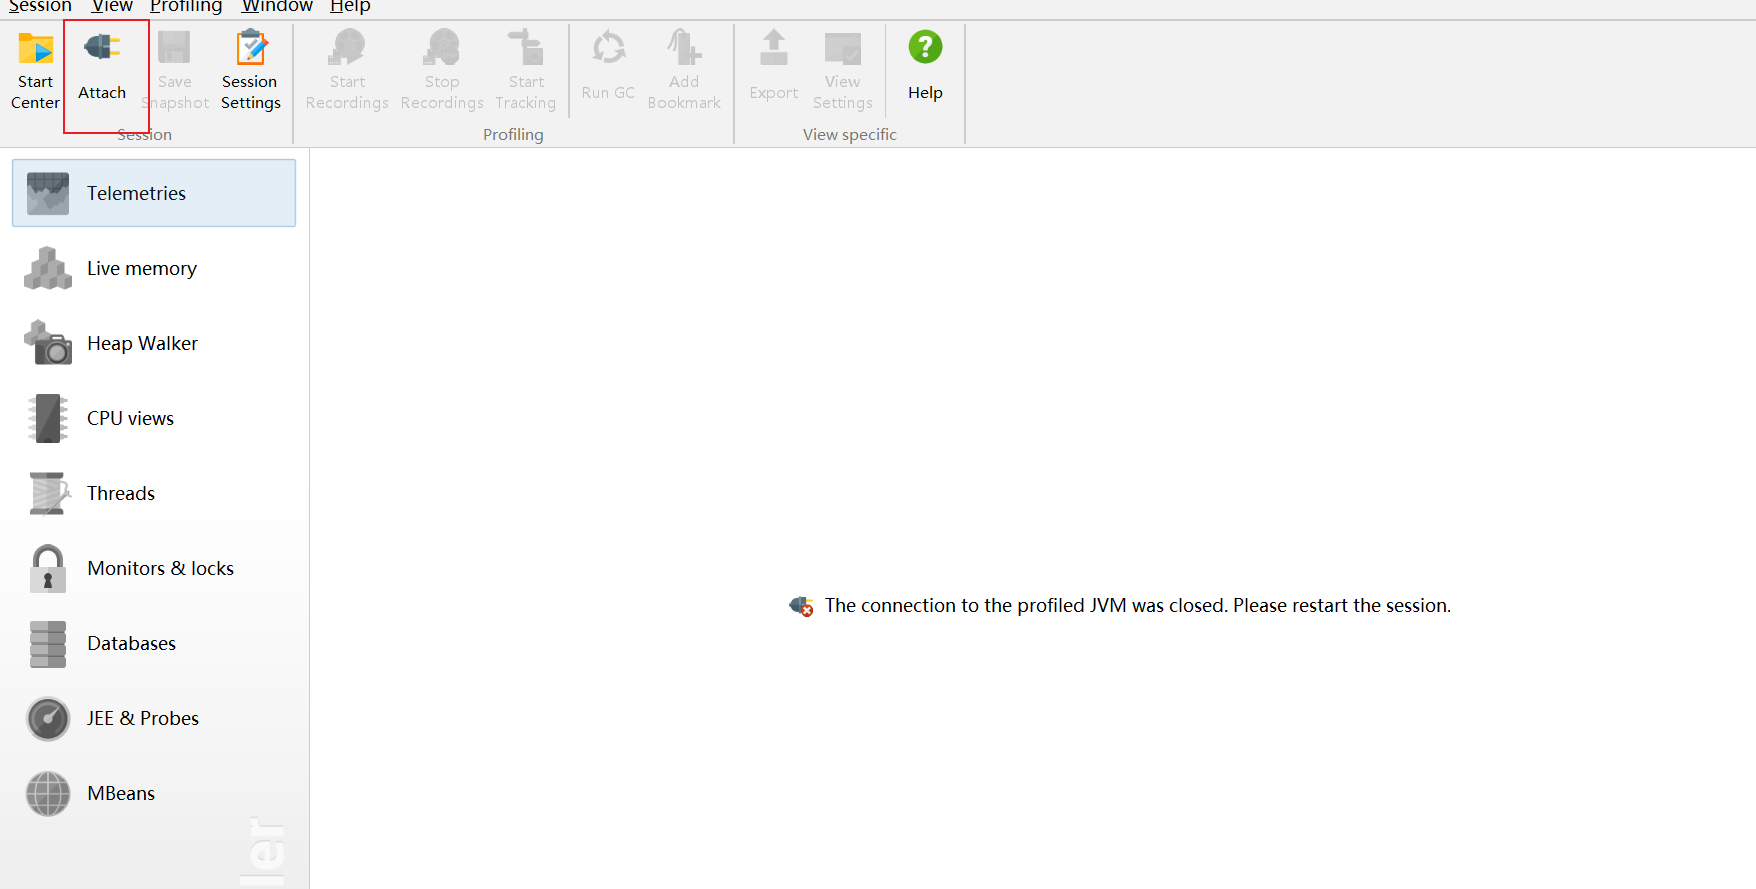 Session View Profiling Window Help
Start Center
Attach
Save Snapshot
Session Settings
Start Recordings
Stop Recordings
Start Tracking
Run GC
Add Bookmark
Export
View Settings
Help
Session
Profiling
View specific
Telemetries
Live memory
Heap Walker
CPU views
Threads
Monitors & locks
Databases
JEE & Probes
MBeans
The connection to the profiled JVM was closed. Please restart the session.
ler